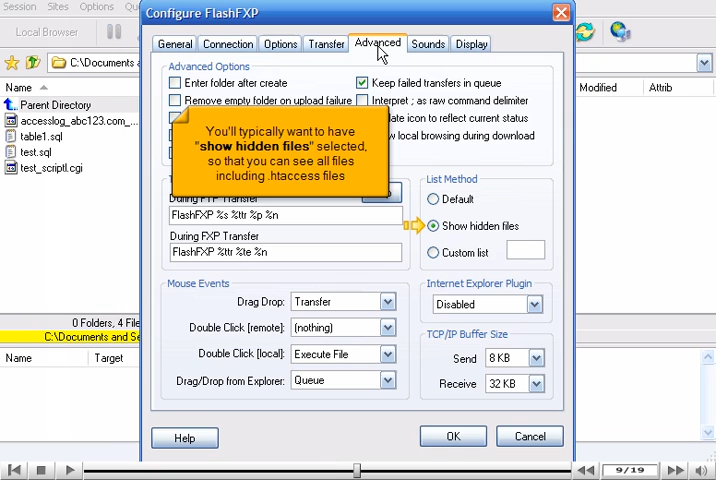 Session Sites Options Queue
Configure FlashFXP
Local Browser
General Connection Options Transfer Advanced Sounds Display
C:\Documents a
Name
Modified Attrib
Parent Directory
accesslog_abc123.com_...
table1.sql
test.sql
test_scriptl.cgi
Advanced Options
Enter folder after create
Keep failed transfers in queue
Remove empty folder on upload failure
Interpret ; as raw command delimiter
date icon to reflect current status
local browsing during download
You'll typically want to have
"show hidden files" selected,
so that you can see all files
including .htaccess files
During FTP Transfer
FlashFXP %s %ttr %p %n
During FXP Transfer
FlashFXP %ttr %te %n
List Method
Default
Show hidden files
Custom list
Mouse Events
Drag Drop: Transfer
Double Click [remote]: (nothing)
Double Click [local]: Execute File
Drag/Drop from Explorer: Queue
Internet Explorer Plugin
Disabled
TCP/IP Buffer Size
Send 8 KB
Receive 32 KB
0 Folders, 4 File
C:\Documents and Se
Name Target
Help OK Cancel
9/19